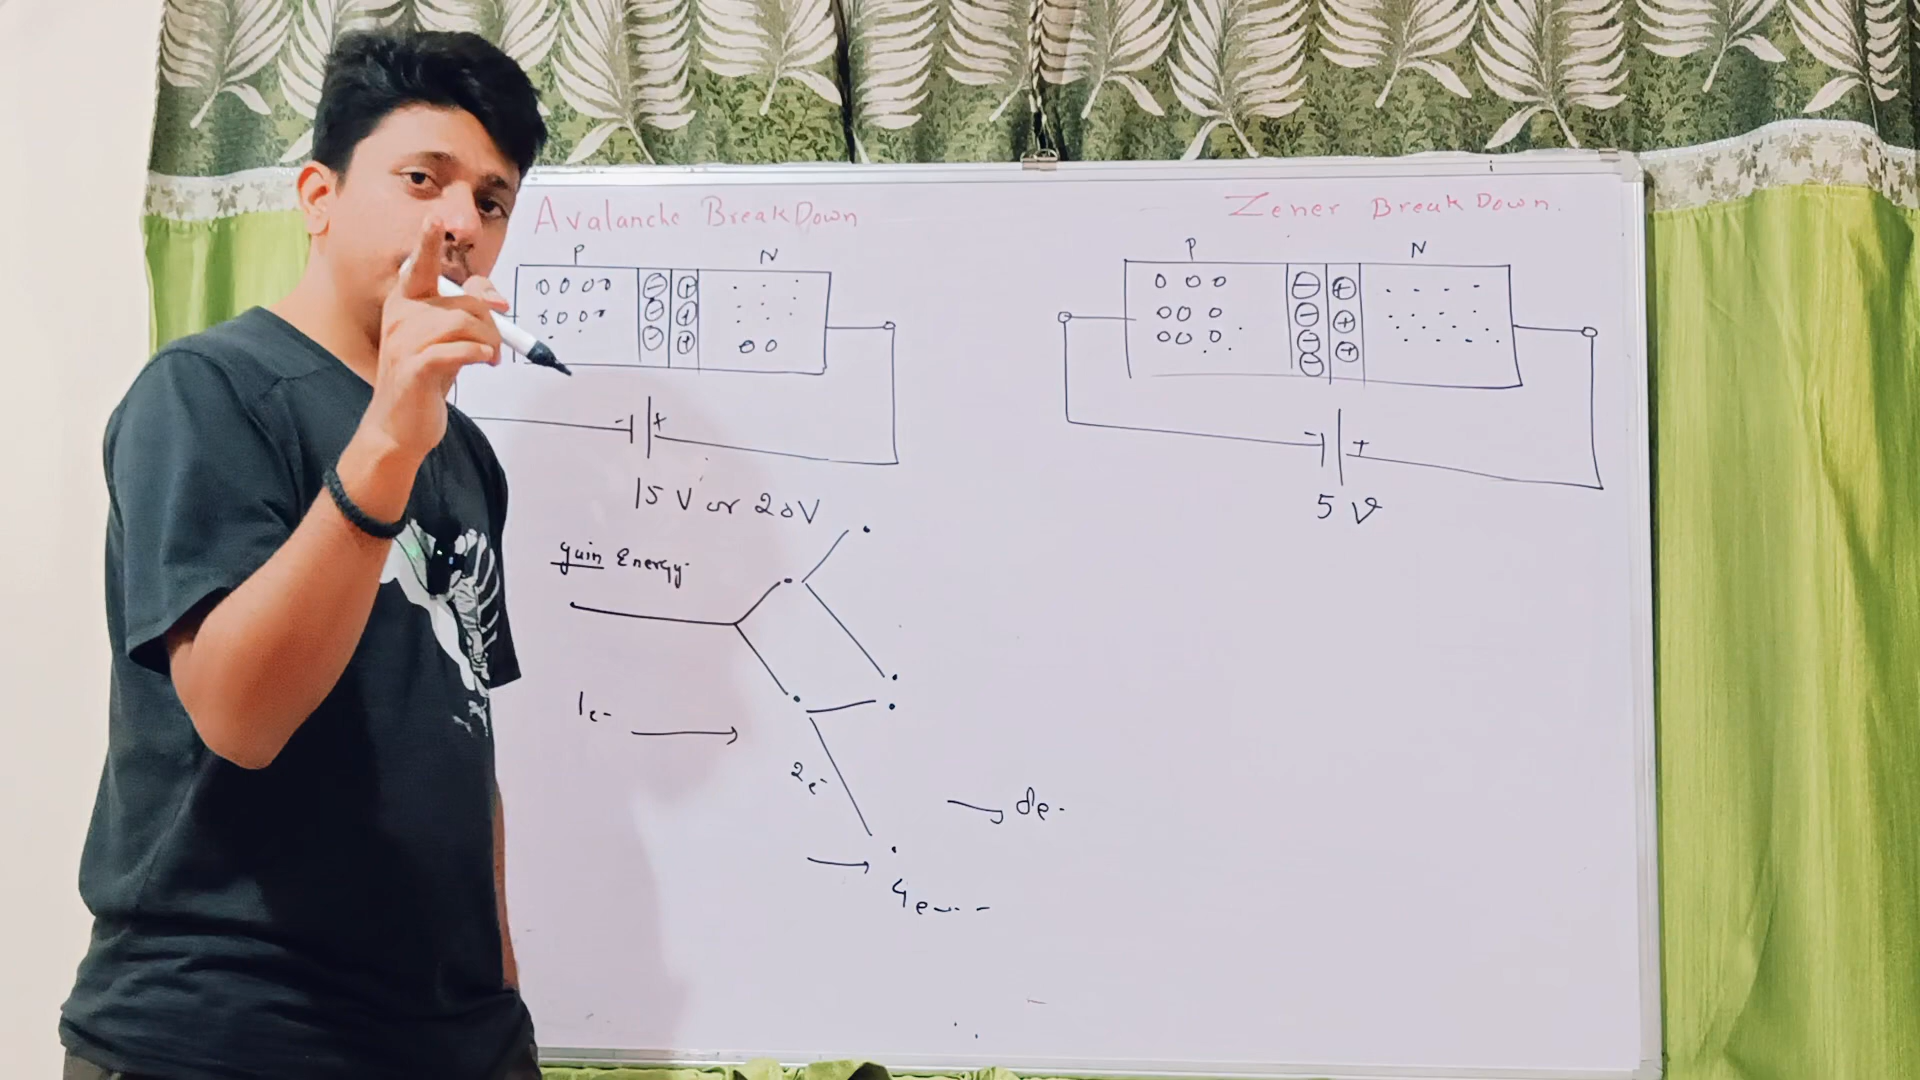 Avalanche BreakDown
P N
- +
15 V or 20V
gain Energy
1e-
2e-
4e-
Zener BreakDown.
P N
- +
5 V